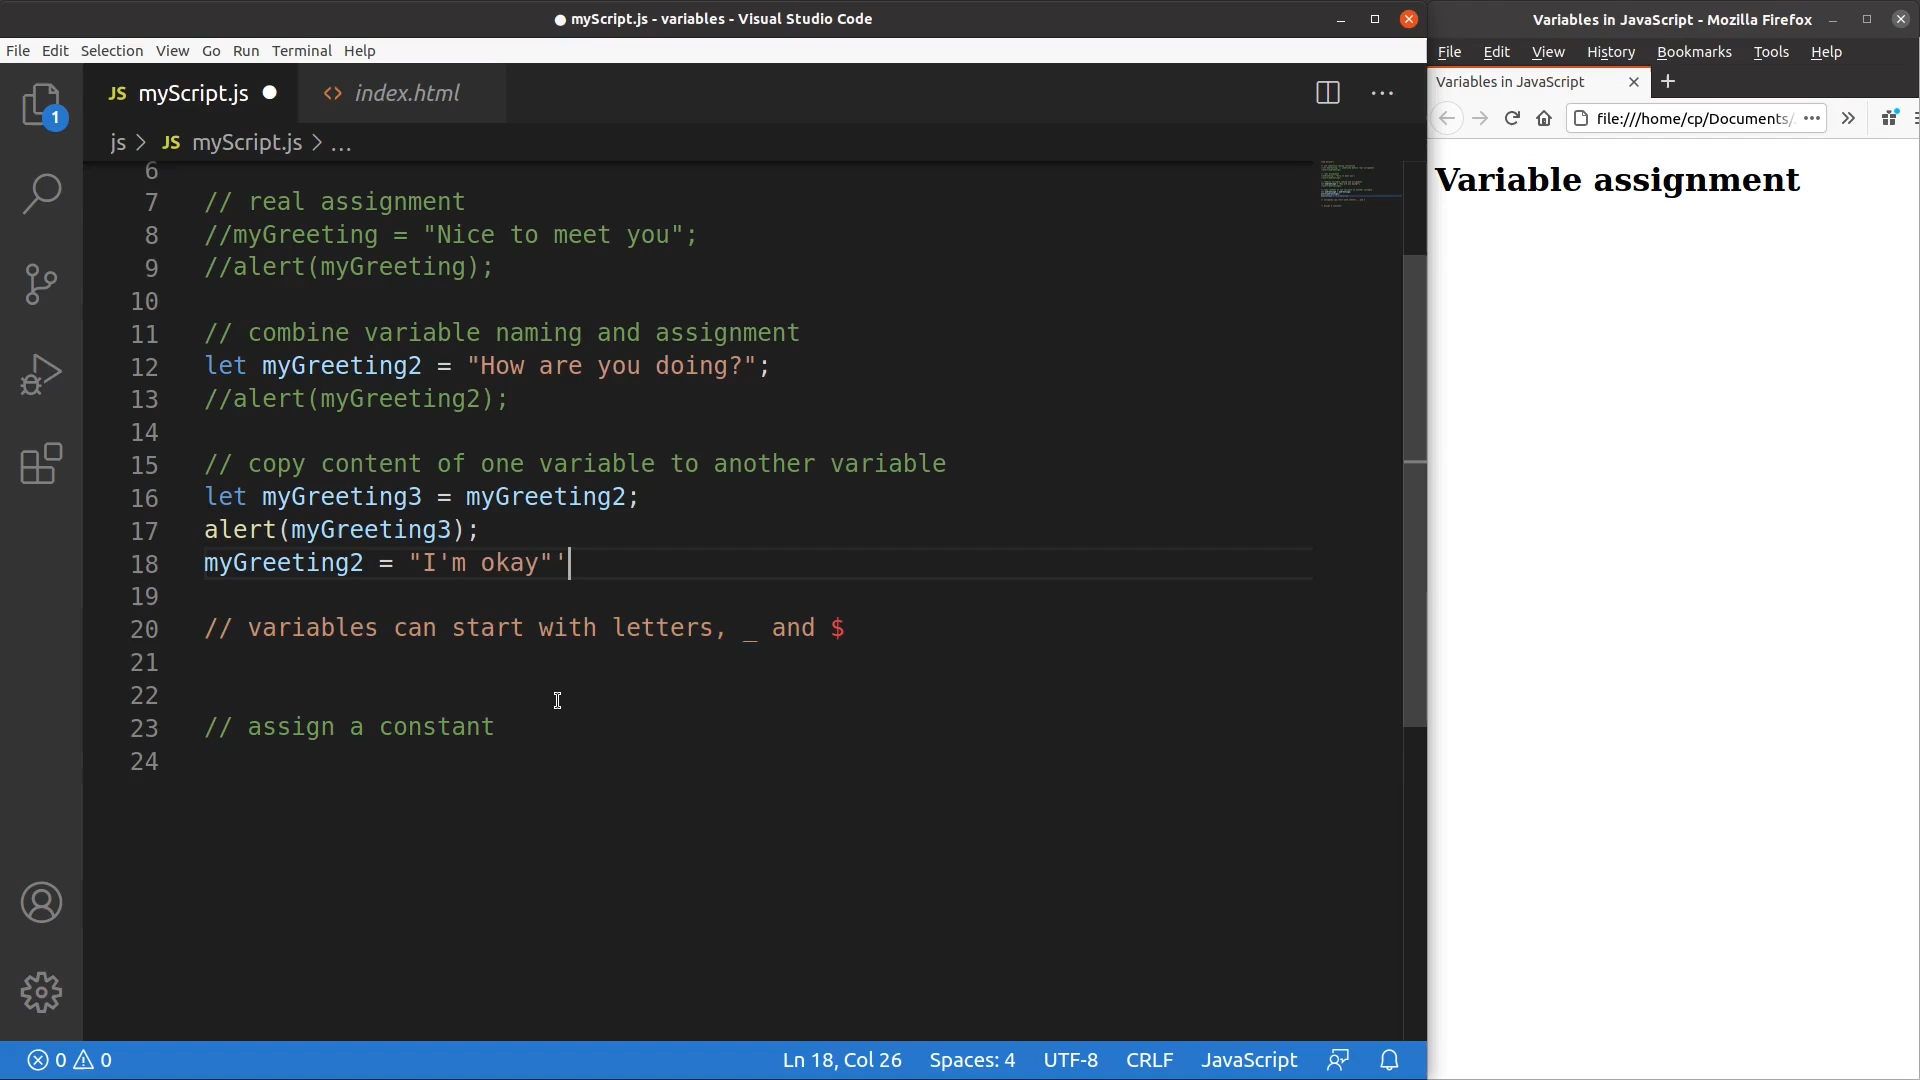 ● myScript.js - variables - Visual Studio Code
File Edit Selection View Go Run Terminal Help
JS myScript.js ●
<> index.html
js > JS myScript.js > ...
1
6
7 // real assignment
8 //myGreeting = "Nice to meet you";
9 //alert(myGreeting);
10
11 // combine variable naming and assignment
12 let myGreeting2 = "How are you doing?";
13 //alert(myGreeting2);
14
15 // copy content of one variable to another variable
16 let myGreeting3 = myGreeting2;
17 alert(myGreeting3);
18 myGreeting2 = "I'm okay"'
19
20 // variables can start with letters, _ and $
21
22
23 // assign a constant
24
0 0
Ln 18, Col 26 Spaces: 4 UTF-8 CRLF JavaScript
Variables in JavaScript - Mozilla Firefox
File Edit View History Bookmarks Tools Help
Variables in JavaScript
file:///home/cp/Documents/
Variable assignment